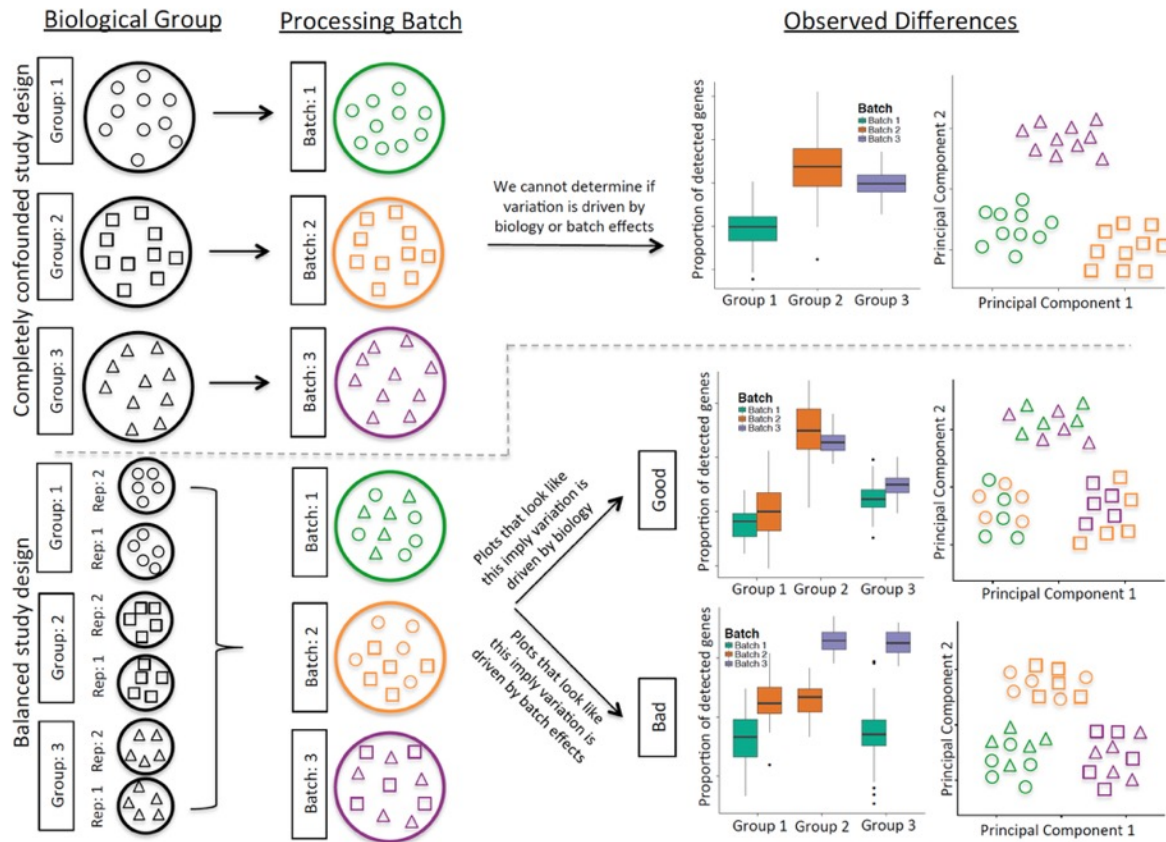 Biological Group
Processing Batch
Observed Differences
Completely confounded study design
Group: 1
Batch: 1
Group: 2
Batch: 2
Group: 3
Batch: 3
We cannot determine if
variation is driven by
biology or batch effects
Proportion of detected genes
Batch
Batch 1
Batch 2
Batch 3
Group 1 Group 2 Group 3
Principal Component 2
Principal Component 1
Balanced study design
Group: 1
Rep: 2
Rep: 1
Group: 2
Rep: 2
Rep: 1
Group: 3
Rep: 2
Rep: 1
Batch: 1
Batch: 2
Batch: 3
Plots that look like
this imply variation is
driven by biology
Good
Proportion of detected genes
Batch
Batch 1
Batch 2
Batch 3
Group 1 Group 2 Group 3
Principal Component 2
Principal Component 1
Plots that look like
this imply variation is
driven by batch effects
Bad
Proportion of detected genes
Batch
Batch 1
Batch 2
Batch 3
Group 1 Group 2 Group 3
Principal Component 2
Principal Component 1